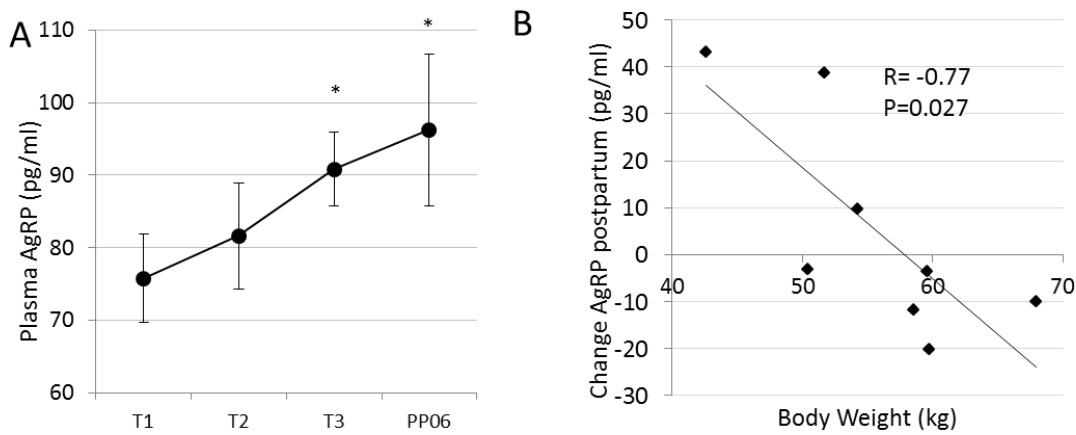 A
Plasma AgRP (pg/ml)
110
100
90
80
70
60
*
*
T1 T2 T3 PP06
B
Change AgRP postpartum (pg/ml)
50
40
30
20
10
0
-10
-20
-30
R= -0.77
P=0.027
40 50 60 70
Body Weight (kg)